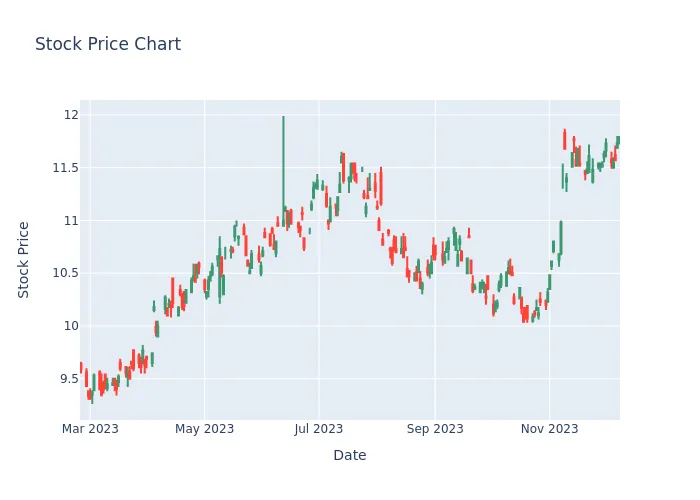 Stock Price Chart
12
11.5
11
10.5
10
9.5
Stock Price
Mar 2023
May 2023
Jul 2023
Sep 2023
Nov 2023
Date